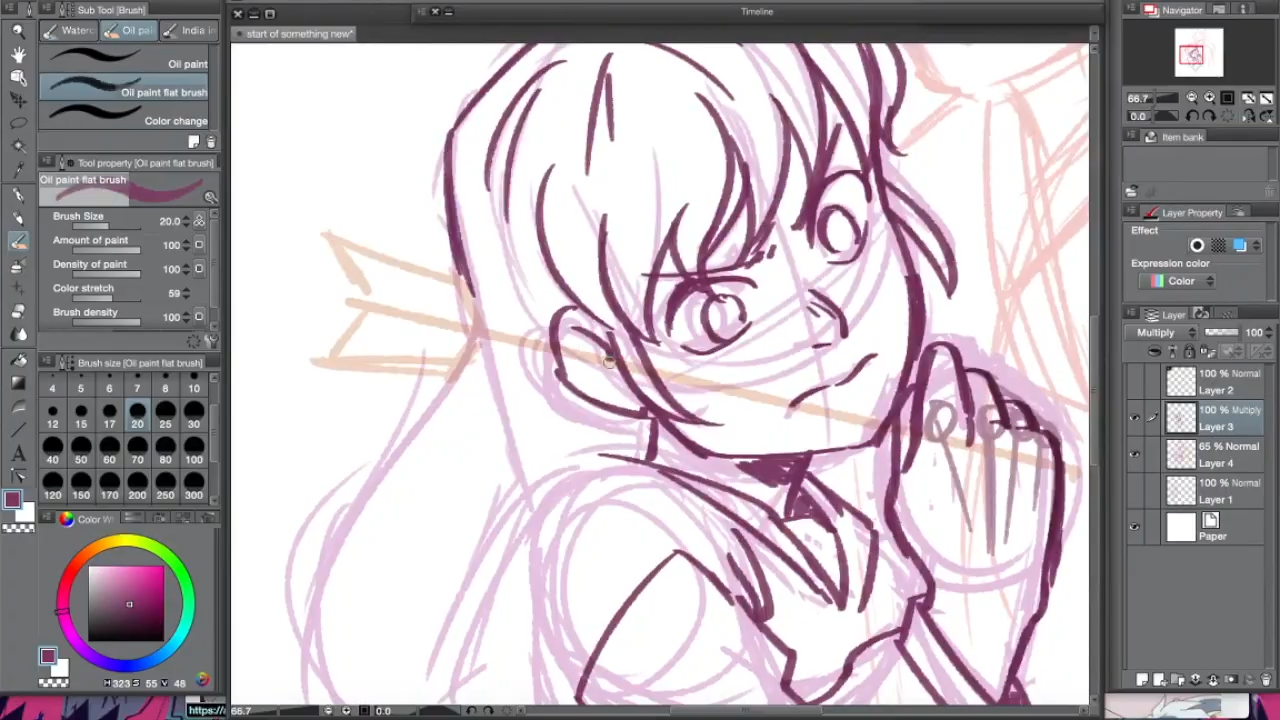 Sub Tool [Brush]
Oil pai
India
Oil paint
Oil paint flat brush
Color change
Tool property [Oil paint flat brush]
Oil paint flat brush
Brush Size 20.0
Amount of paint 100
Density of paint 100
Color stretch 59
Brush density 100
Brush size [Oil paint flat brush]
4 5 6 7 8 10
12 15 17 20 25 30
40 50 60 70 80 100
120 150 170 200 250 300
Color W
H 323 S 55 V 48
https:/
Timeline
start of something new*
66.7 0.0
Navigator
66.7
0.0
Item bank
Layer Property
Effect
Expression color
Color
Layer
Multiply 100
100 % Normal
Layer 2
100 % Multiply
Layer 3
65 % Normal
Layer 4
100 % Normal
Layer 1
Paper